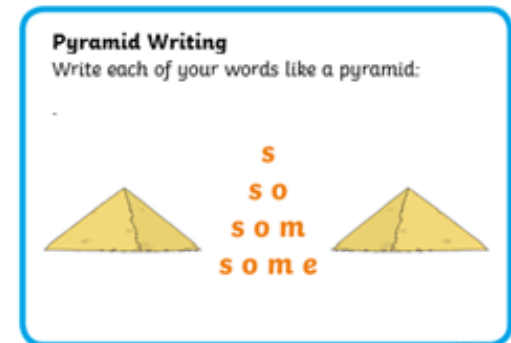 Pyramid Writing
Write each of your words like a pyramid:
.
s
s o
s o m
s o m e